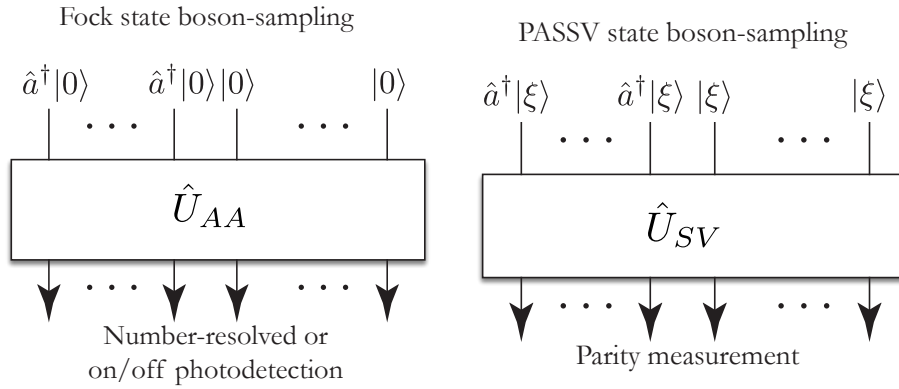 Fock state boson-sampling
â†|0⟩ â†|0⟩ |0⟩ |0⟩
. . . . . .
Û_AA
. . . . . .
Number-resolved or
on/off photodetection
PASSV state boson-sampling
â†|ξ⟩ â†|ξ⟩ |ξ⟩ |ξ⟩
. . . . . .
Û_SV
. . . . . .
Parity measurement